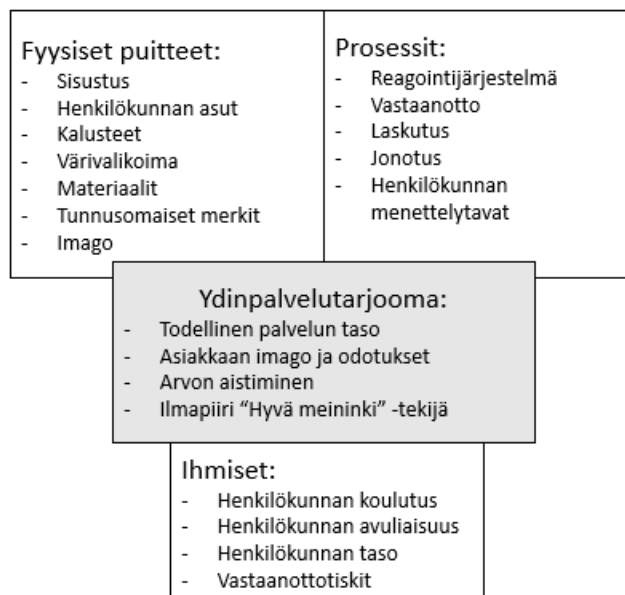 Fyysiset puitteet:
- Sisustus
- Henkilökunnan asut
- Kalusteet
- Värivalikoima
- Materiaalit
- Tunnusomaiset merkit
- Imago
Prosessit:
- Reagointijärjestelmä
- Vastaanotto
- Laskutus
- Jonotus
- Henkilökunnan
menettelytavat
Ydinpalvelutarjooma:
- Todellinen palvelun taso
- Asiakkaan imago ja odotukset
- Arvon aistiminen
- Ilmapiiri “Hyvä meininki” -tekijä
Ihmiset:
- Henkilökunnan koulutus
- Henkilökunnan avuliaisuus
- Henkilökunnan taso
- Vastaanottotiskit